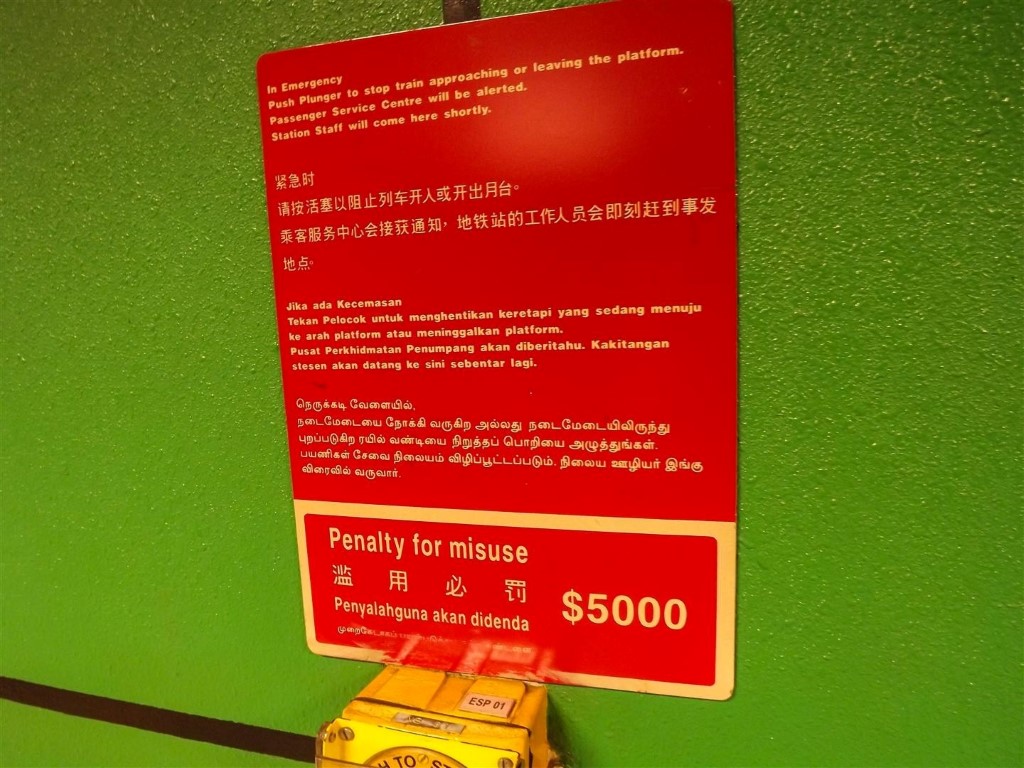 In Emergency
Push Plunger to stop train approaching or leaving the platform.
Passenger Service Centre will be alerted.
Station Staff will come here shortly.
紧急时
请按活塞以阻止列车开入或开出月台。
乘客服务中心会接获通知，地铁站的工作人员会即刻赶到事发
地点。
Jika ada Kecemasan
Tekan Pelocok untuk menghentikan keretapi yang sedang menuju
ke arah platform atau meninggalkan platform.
Pusat Perkhidmatan Penumpang akan diberitahu. Kakitangan
stesen akan datang ke sini sebentar lagi.
நெருக்கடி வேளையில்,
நடைமேடையை நோக்கி வருகிற அல்லது நடைமேடையிலிருந்து
புறப்படுகிற ரயில் வண்டியை நிறுத்தப் பொறியை அழுத்துங்கள்.
பயணிகள் சேவை நிலையம் விழிப்பூட்டப்படும். நிலைய ஊழியர் இங்கு
விரைவில் வருவார்.
Penalty for misuse
滥用必罚
Penyalahguna akan didenda
$5000
ESP 01
TO